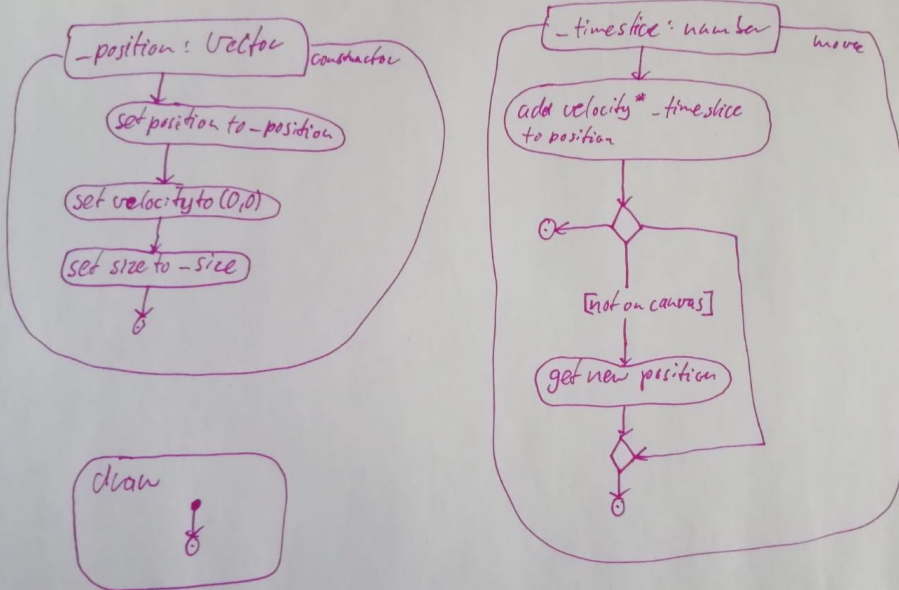 _position: Vector
constructor
set position to _position
set velocity to (0,0)
set size to _size
draw
_timeslice: number
move
add velocity* _timeslice
to position
[not on canvas]
get new position